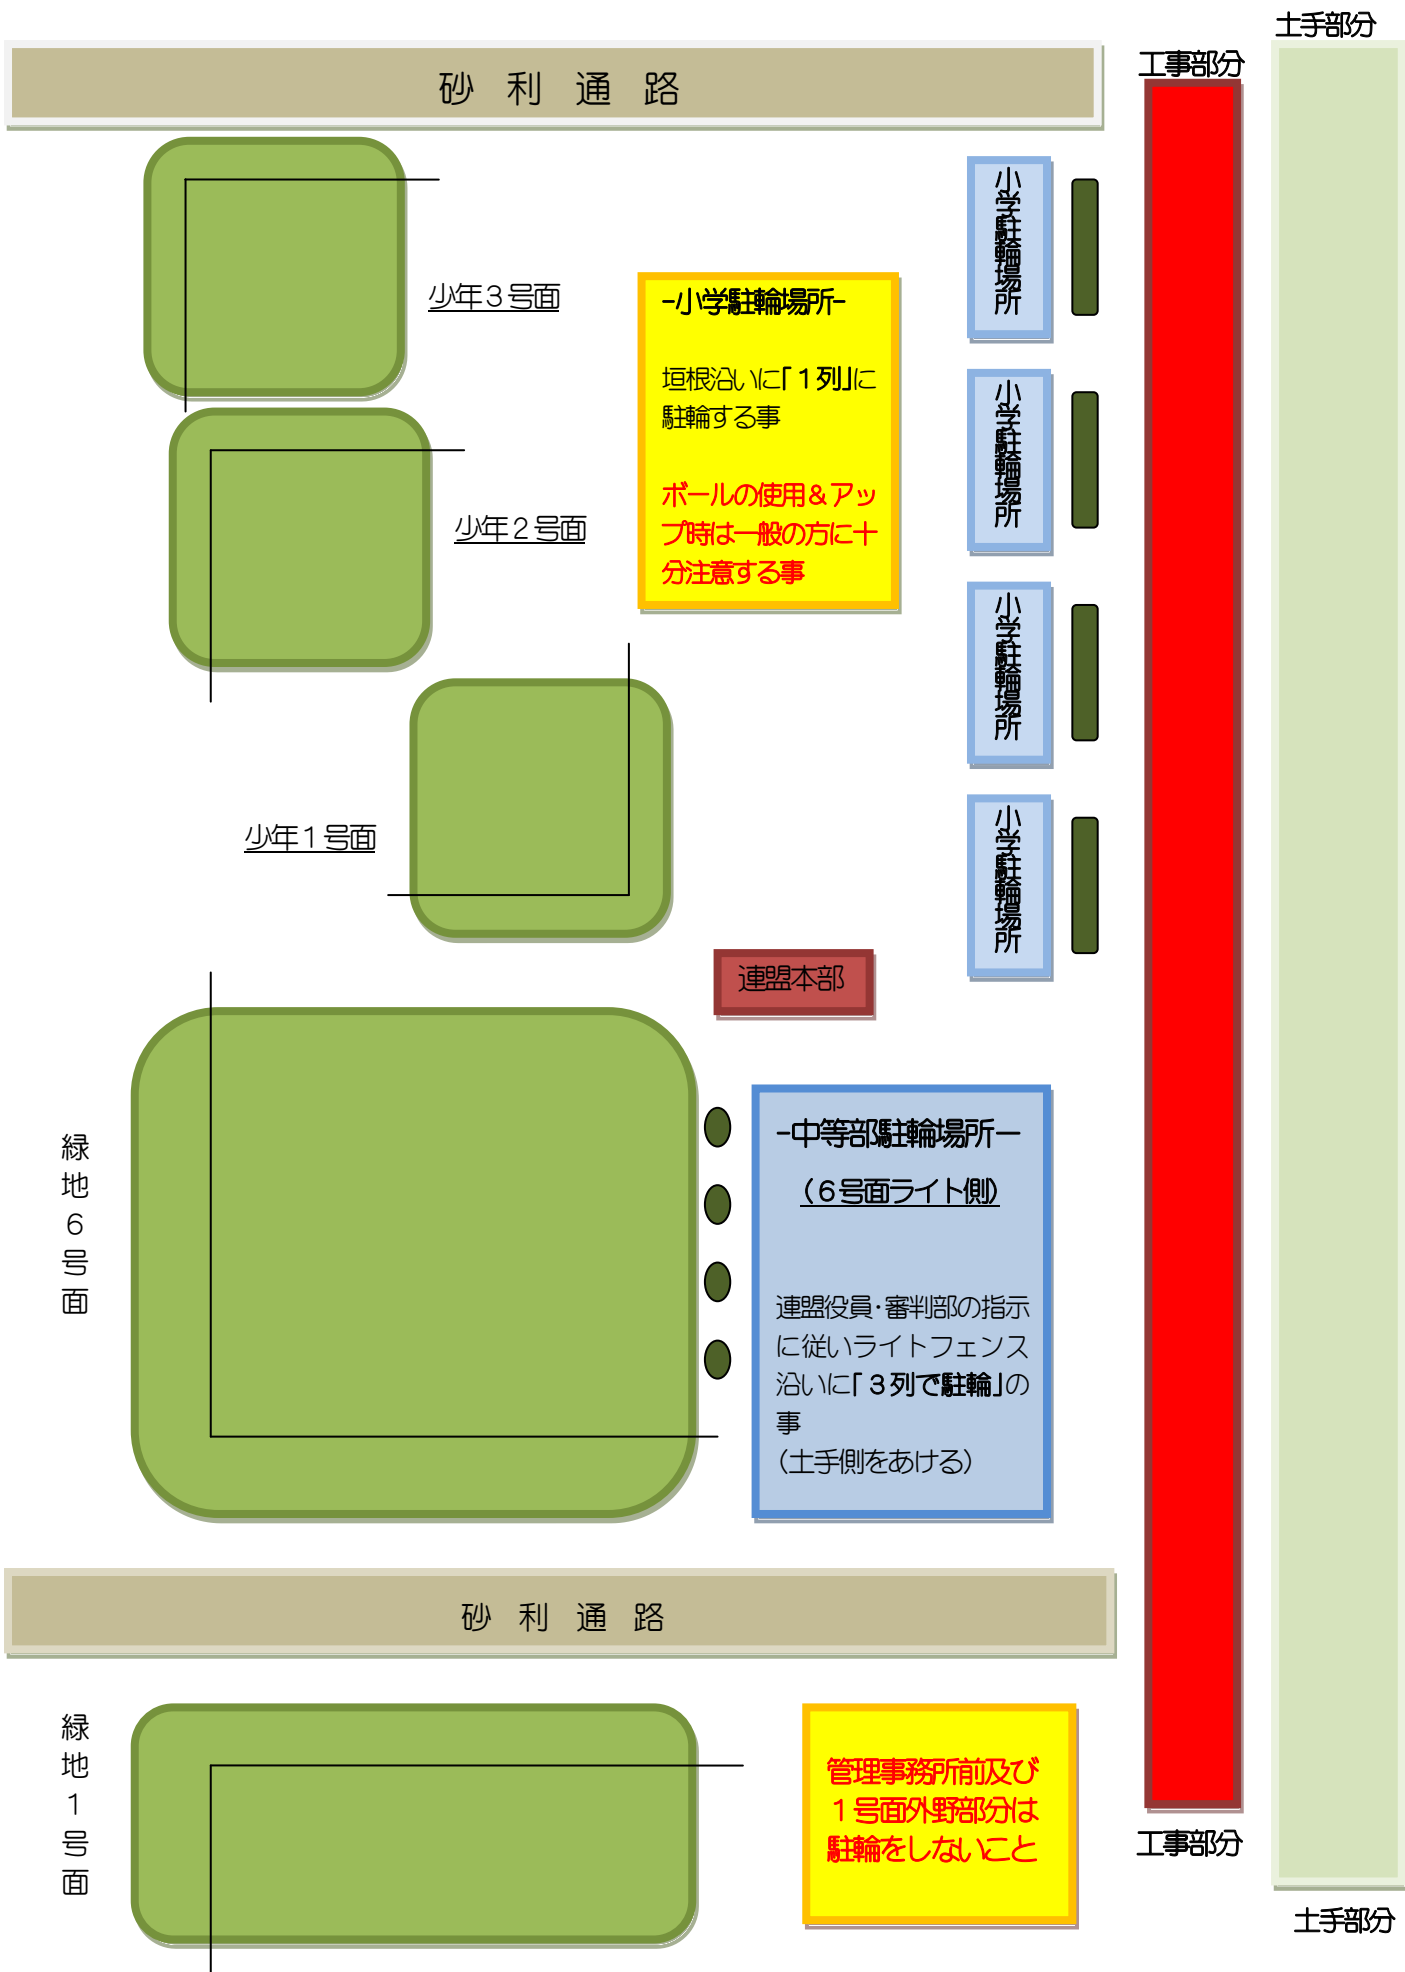 土手部分
工事部分
砂 利 通 路
小学駐輪場所
少年３号面
-小学駐輪場所-
垣根沿いに「１列」に
駐輪する事
ボールの使用＆アッ
プ時は一般の方に十
分注意する事
小学駐輪場所
少年２号面
小学駐輪場所
少年１号面
小学駐輪場所
連盟本部
緑地６号面
-中等部駐輪場所ー
（６号面ライト側）
連盟役員・審判部の指示
に従いライトフェンス
沿いに「３列で駐輪」の
事
（土手側をあける）
砂 利 通 路
緑地１号面
管理事務所前及び
１号面外野部分は
駐輪をしないこと
工事部分
土手部分